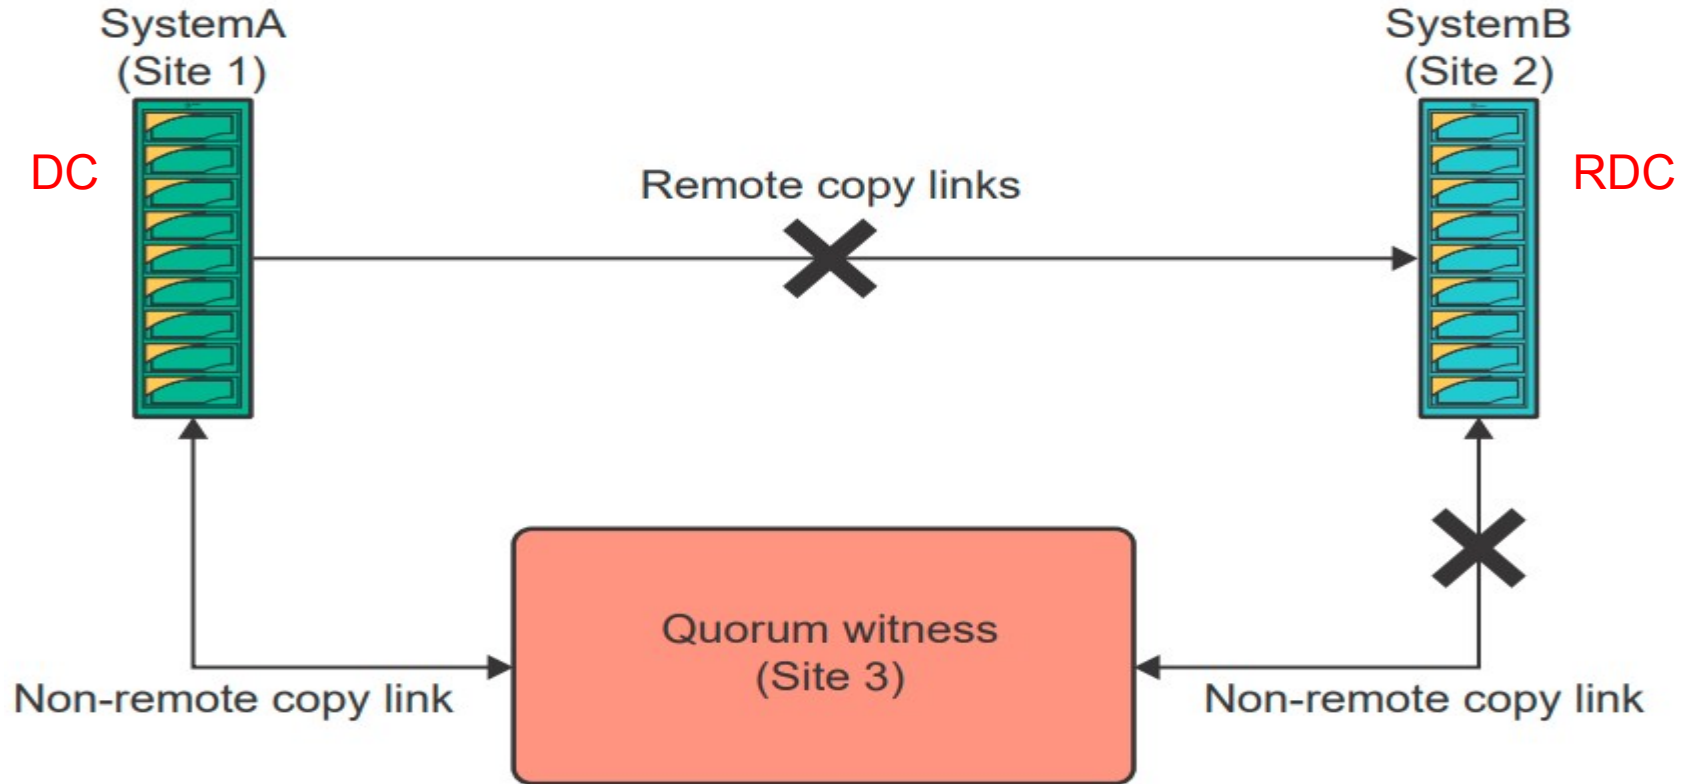 SystemA
(Site 1)
SystemB
(Site 2)
DC
RDC
Remote copy links
Quorum witness
(Site 3)
Non-remote copy link
Non-remote copy link